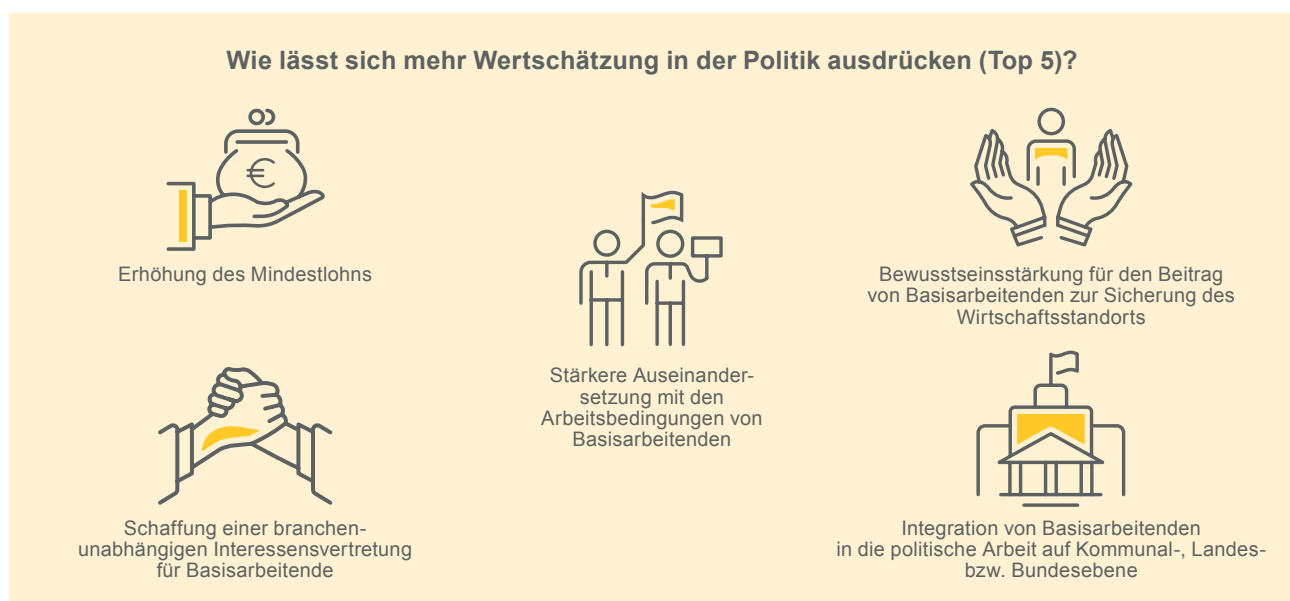 Wie lässt sich mehr Wertschätzung in der Politik ausdrücken (Top 5)?
€
Erhöhung des Mindestlohns
Schaffung einer branchen-
unabhängigen Interessensvertretung
für Basisarbeitende
Stärkere Auseinander-
setzung mit den
Arbeitsbedingungen von
Basisarbeitenden
Bewusstseinsstärkung für den Beitrag
von Basisarbeitenden zur Sicherung des
Wirtschaftsstandorts
Integration von Basisarbeitenden
in die politische Arbeit auf Kommunal-, Landes-
bzw. Bundesebene